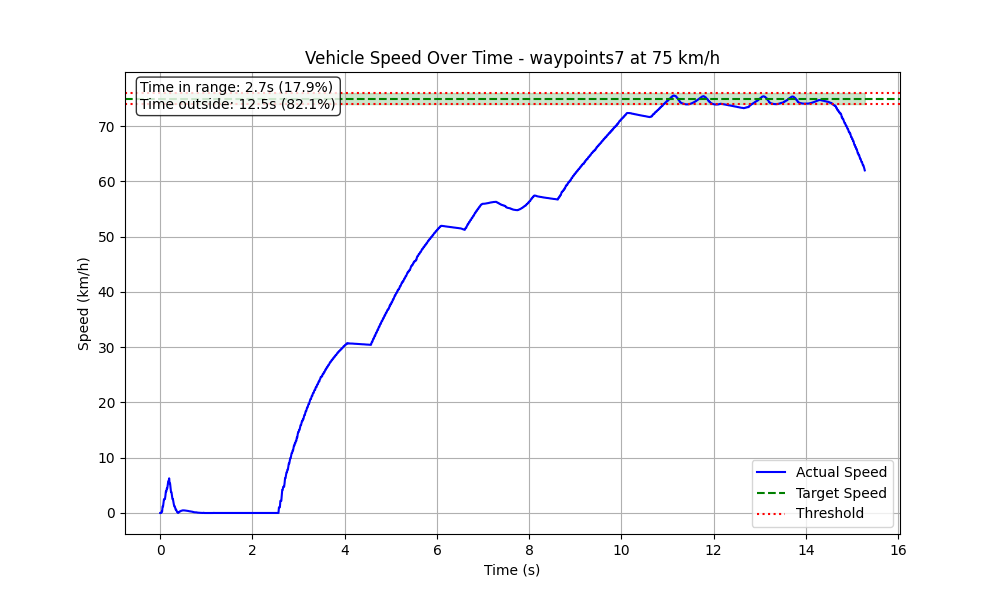 Vehicle Speed Over Time - waypoints7 at 75 km/h
Time in range: 2.7s (17.9%)
Time outside: 12.5s (82.1%)
70
60
50
40
30
20
10
0
Speed (km/h)
Actual Speed
Target Speed
Threshold
0 2 4 6 8 10 12 14 16
Time (s)